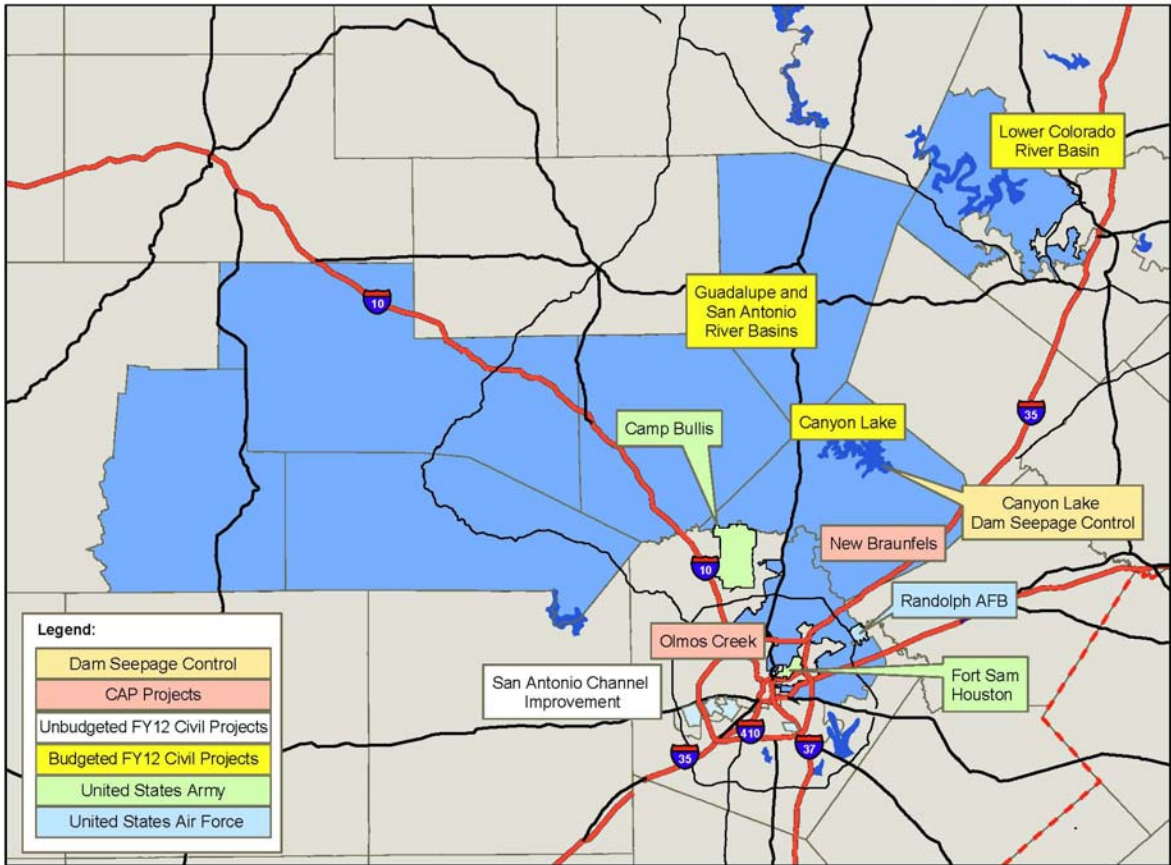 Lower Colorado
River Basin
10
Guadalupe and
San Antonio
River Basins
35
Camp Bullis
Canyon Lake
Canyon Lake
Dam Seepage Control
New Braunfels
10
Randolph AFB
Olmos Creek
San Antonio Channel
Improvement
Fort Sam
Houston
410
35
37
Legend:
Dam Seepage Control
CAP Projects
Unbudgeted FY12 Civil Projects
Budgeted FY12 Civil Projects
United States Army
United States Air Force